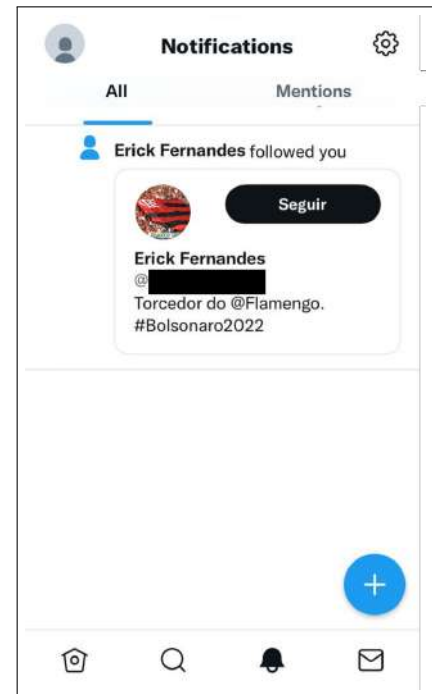 Notifications
All Mentions
Erick Fernandes followed you
Seguir
Erick Fernandes
@
Torcedor do @Flamengo.
#Bolsonaro2022